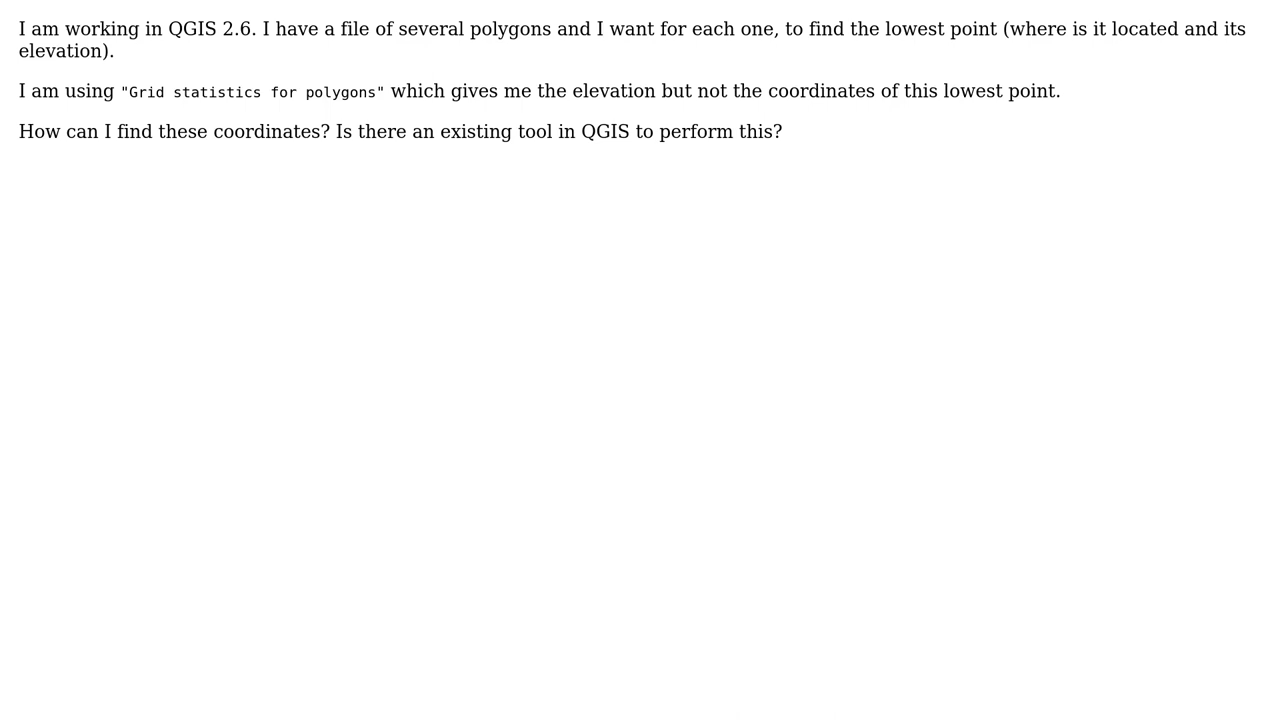 I am working in QGIS 2.6. I have a file of several polygons and I want for each one, to find the lowest point (where is it located and its
elevation).
I am using "Grid statistics for polygons" which gives me the elevation but not the coordinates of this lowest point.
How can I find these coordinates? Is there an existing tool in QGIS to perform this?